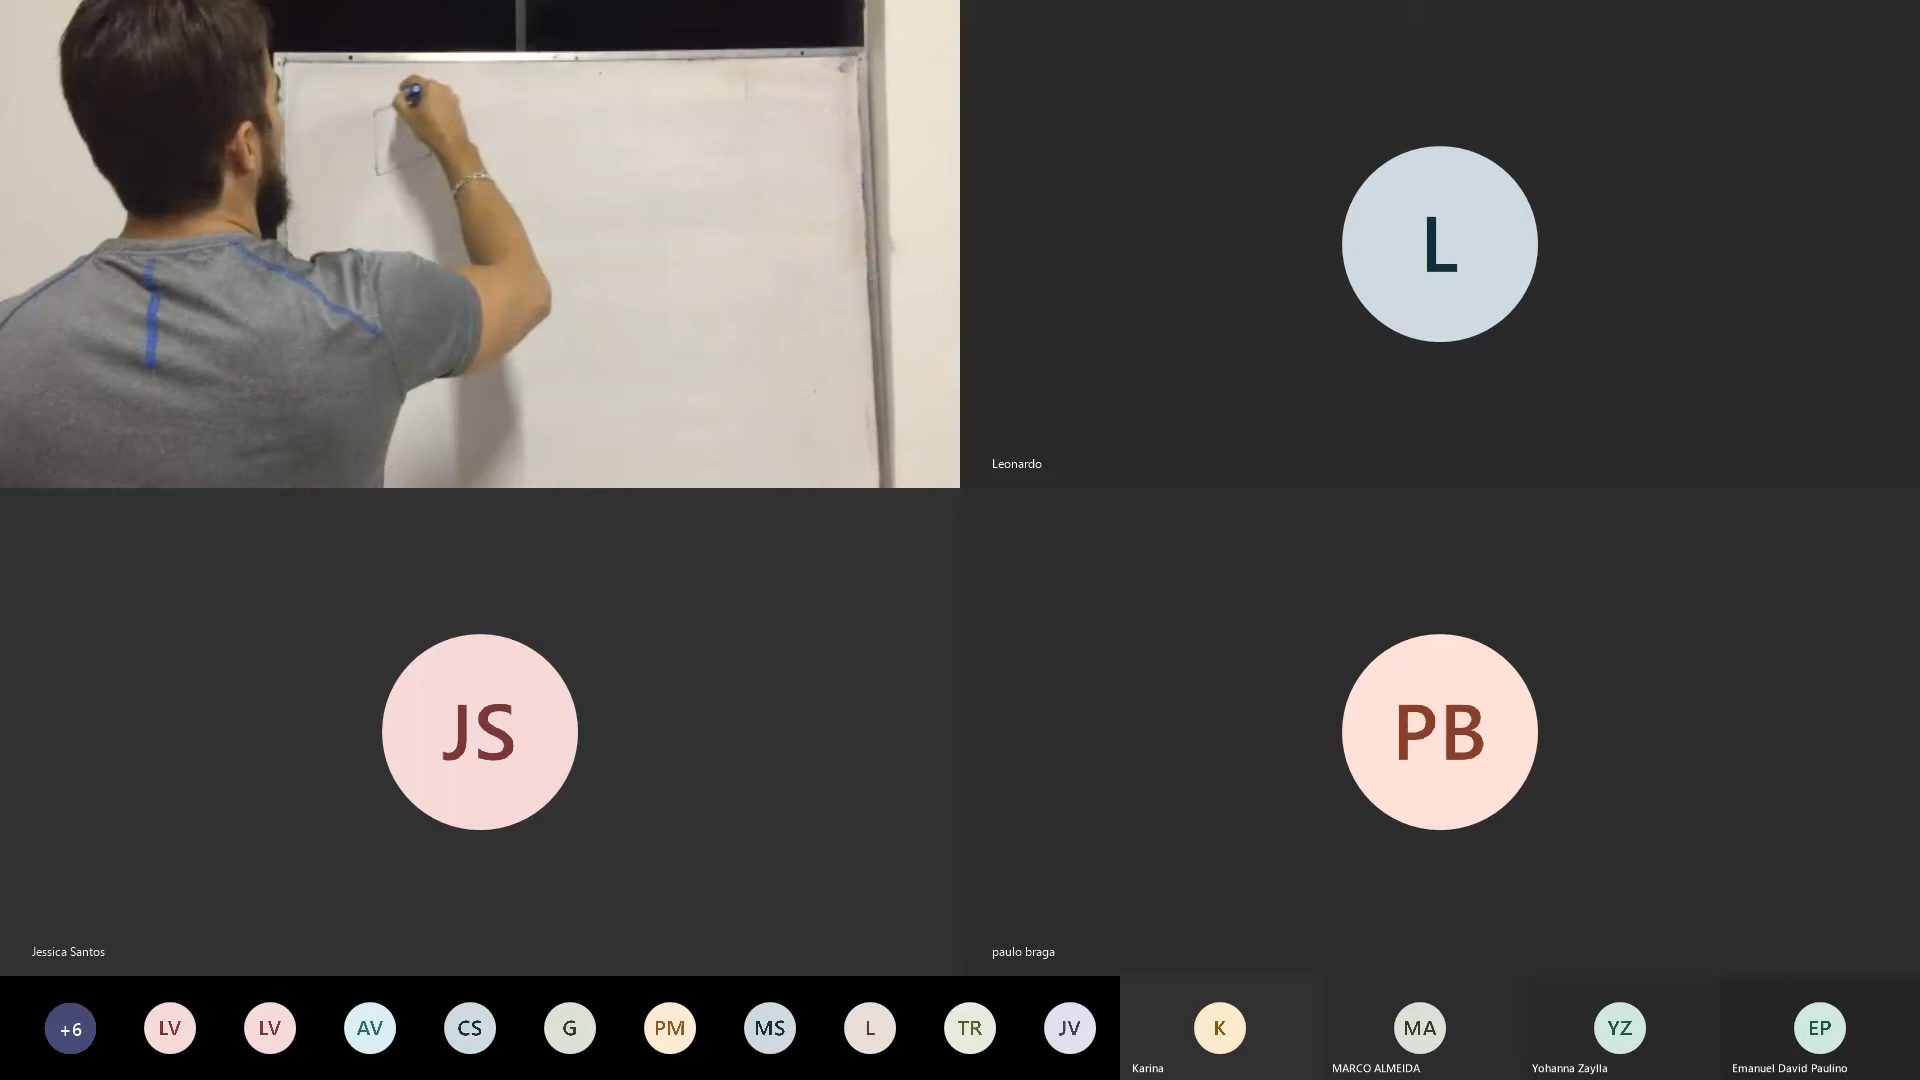 L
Leonardo
JS
PB
Jessica Santos
paulo braga
+6
LV
LV
AV
CS
G
PM
MS
L
TR
JV
K
MA
YZ
EP
Karina
MARCO ALMEIDA
Yohanna Zaylla
Emanuel David Paulino